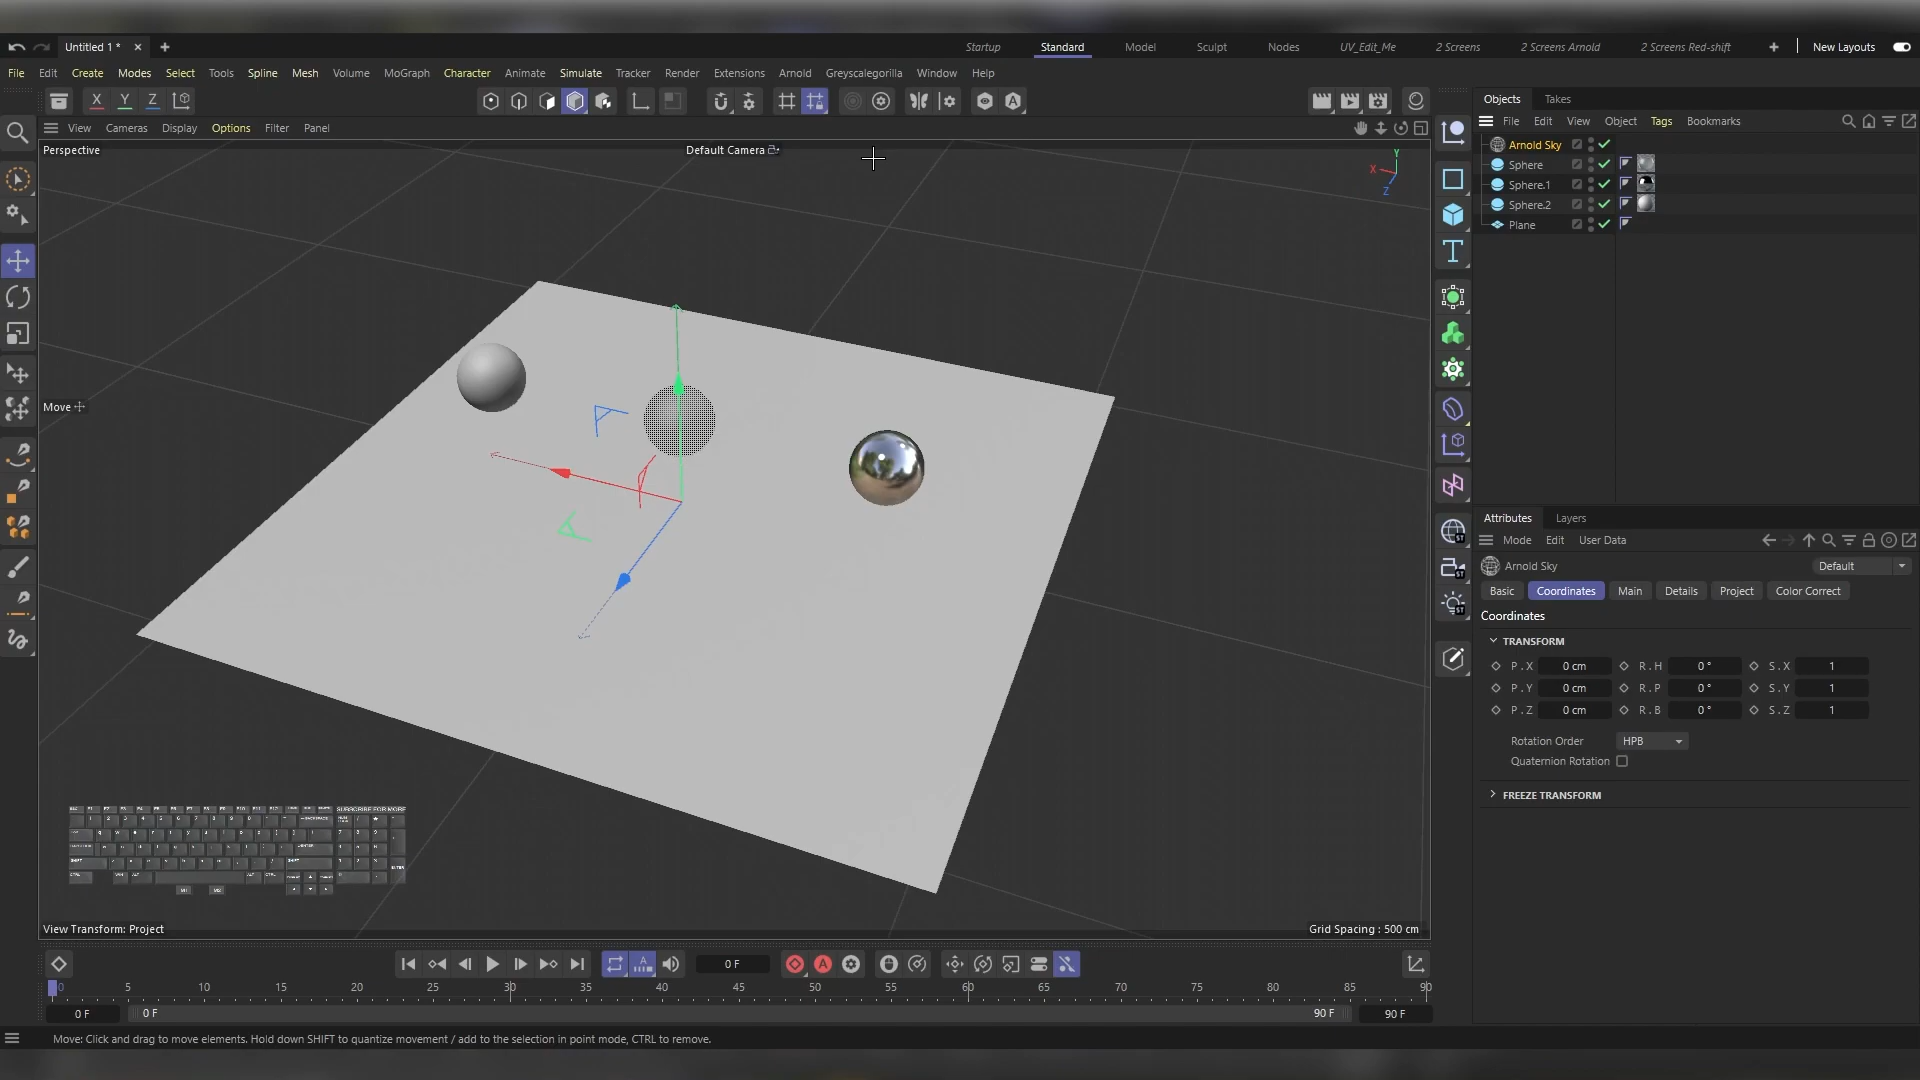 Untitled 1 *
Startup
Standard
Model
Sculpt
Nodes
UV_Edit_Me
2 Screens
2 Screens Arnold
2 Screens Red-shift
New Layouts
File Edit Create Modes Select Tools Spline Mesh Volume MoGraph Character Animate Simulate Tracker Render Extensions Arnold Greyscalegorilla Window Help
X Y Z
View Cameras Display Options Filter Panel
Perspective
Default Camera
Y
X
Z
Move
SUBSCRIBE FOR MORE
View Transform: Project
Grid Spacing : 500 cm
0 F
0 5 10 15 20 25 30 35 40 45 50 55 60 65 70 75 80 85 90
0 F
0 F
90 F
90 F
Move: Click and drag to move elements. Hold down SHIFT to quantize movement / add to the selection in point mode, CTRL to remove.
Objects Takes
File Edit View Object Tags Bookmarks
Arnold Sky
Sphere
Sphere.1
Sphere.2
Plane
Attributes Layers
Mode Edit User Data
Arnold Sky
Default
Basic Coordinates Main Details Project Color Correct
Coordinates
TRANSFORM
P . X 0 cm R . H 0 ° S . X 1
P . Y 0 cm R . P 0 ° S . Y 1
P . Z 0 cm R . B 0 ° S . Z 1
Rotation Order HPB
Quaternion Rotation
FREEZE TRANSFORM